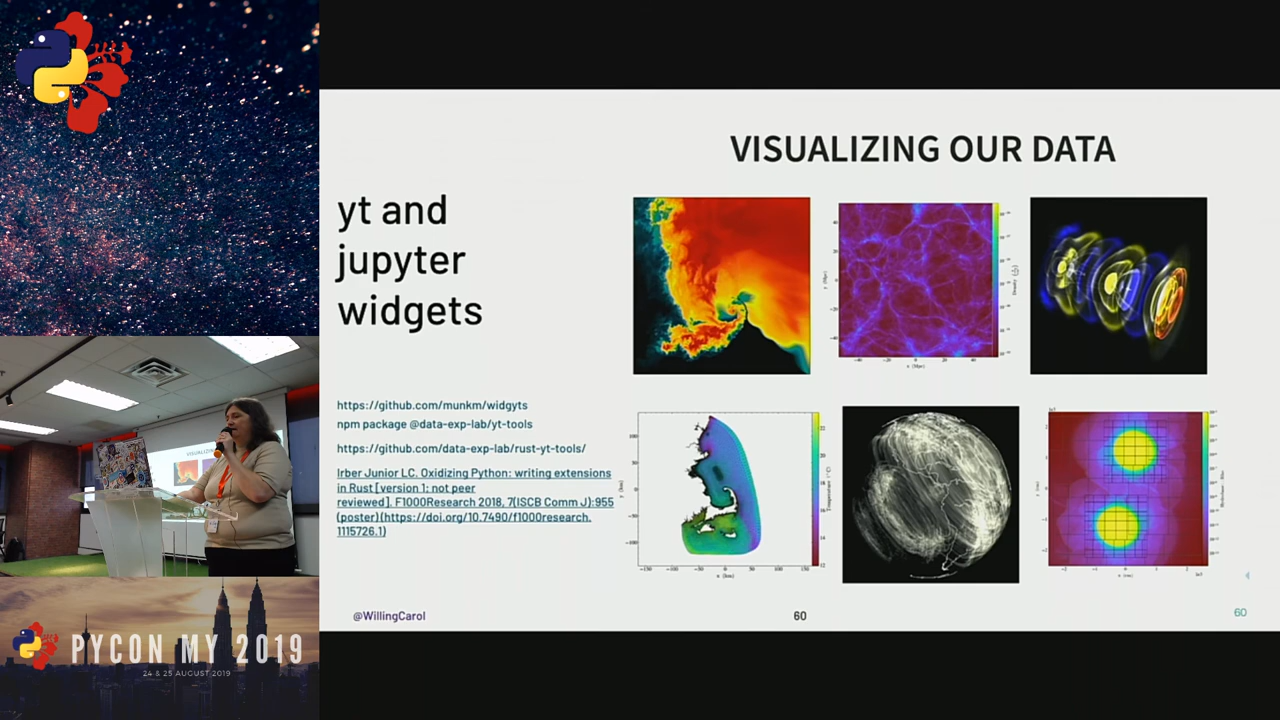 VISUALIZING OUR DATA
yt and
jupyter
widgets
https://github.com/munkm/widgyts
npm package @data-exp-lab/yt-tools
https://github.com/data-exp-lab/rust-yt-tools/
Irber Junior LC. Oxidizing Python: writing extensions
in Rust [version 1; not peer
reviewed]. F1000Research 2018, 7(ISCB Comm J):955
(poster)(https://doi.org/10.7490/f1000research.
1115726.1)
@WillingCarol
60
60
PYCON MY 2019
24 & 25 AUGUST 2019